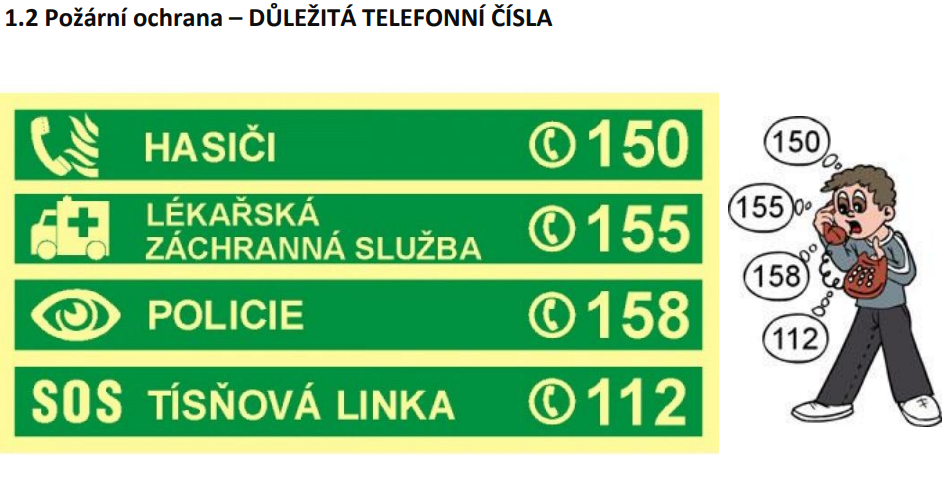 1.2 Požární ochrana – DŮLEŽITÁ TELEFONNÍ ČÍSLA
HASIČI 150
LÉKAŘSKÁ
ZÁCHRANNÁ SLUŽBA 155
POLICIE 158
SOS TÍSŇOVÁ LINKA 112
150
155
158
112